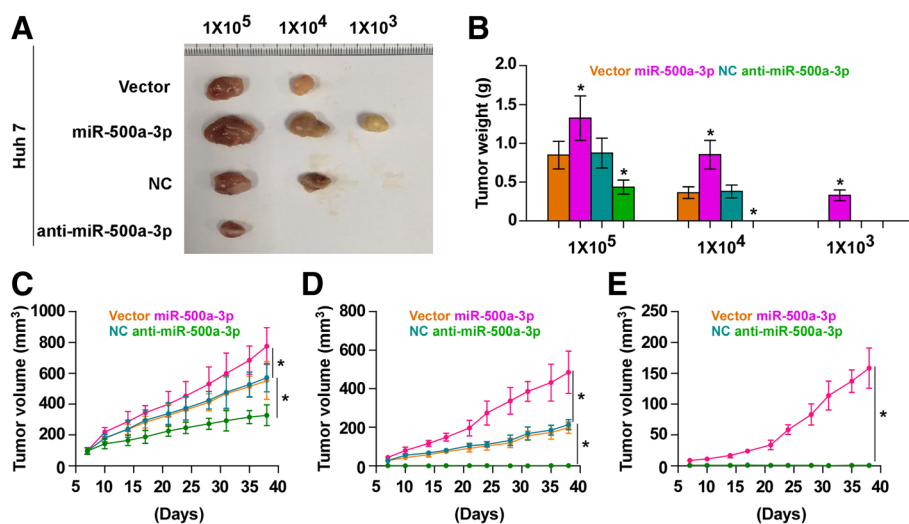 A
1X10⁵ 1X10⁴ 1X10³
Huh 7
Vector
miR-500a-3p
NC
anti-miR-500a-3p
B
Vector miR-500a-3p NC anti-miR-500a-3p
Tumor weight (g)
2.0
1.5
1.0
0.5
0
* * * * *
1X10⁵ 1X10⁴ 1X10³
C
Vector miR-500a-3p
NC anti-miR-500a-3p
Tumor volume (mm³)
1000
800
600
400
200
0
*
*
5 10 15 20 25 30 35 40
(Days)
D
Vector miR-500a-3p
NC anti-miR-500a-3p
Tumor volume (mm³)
800
600
400
200
0
*
*
5 10 15 21 25 30 35 40
(Days)
E
Vector miR-500a-3p
NC anti-miR-500a-3p
Tumor volume (mm³)
250
200
150
100
50
0
*
5 10 15 21 25 30 35 40
(Days)